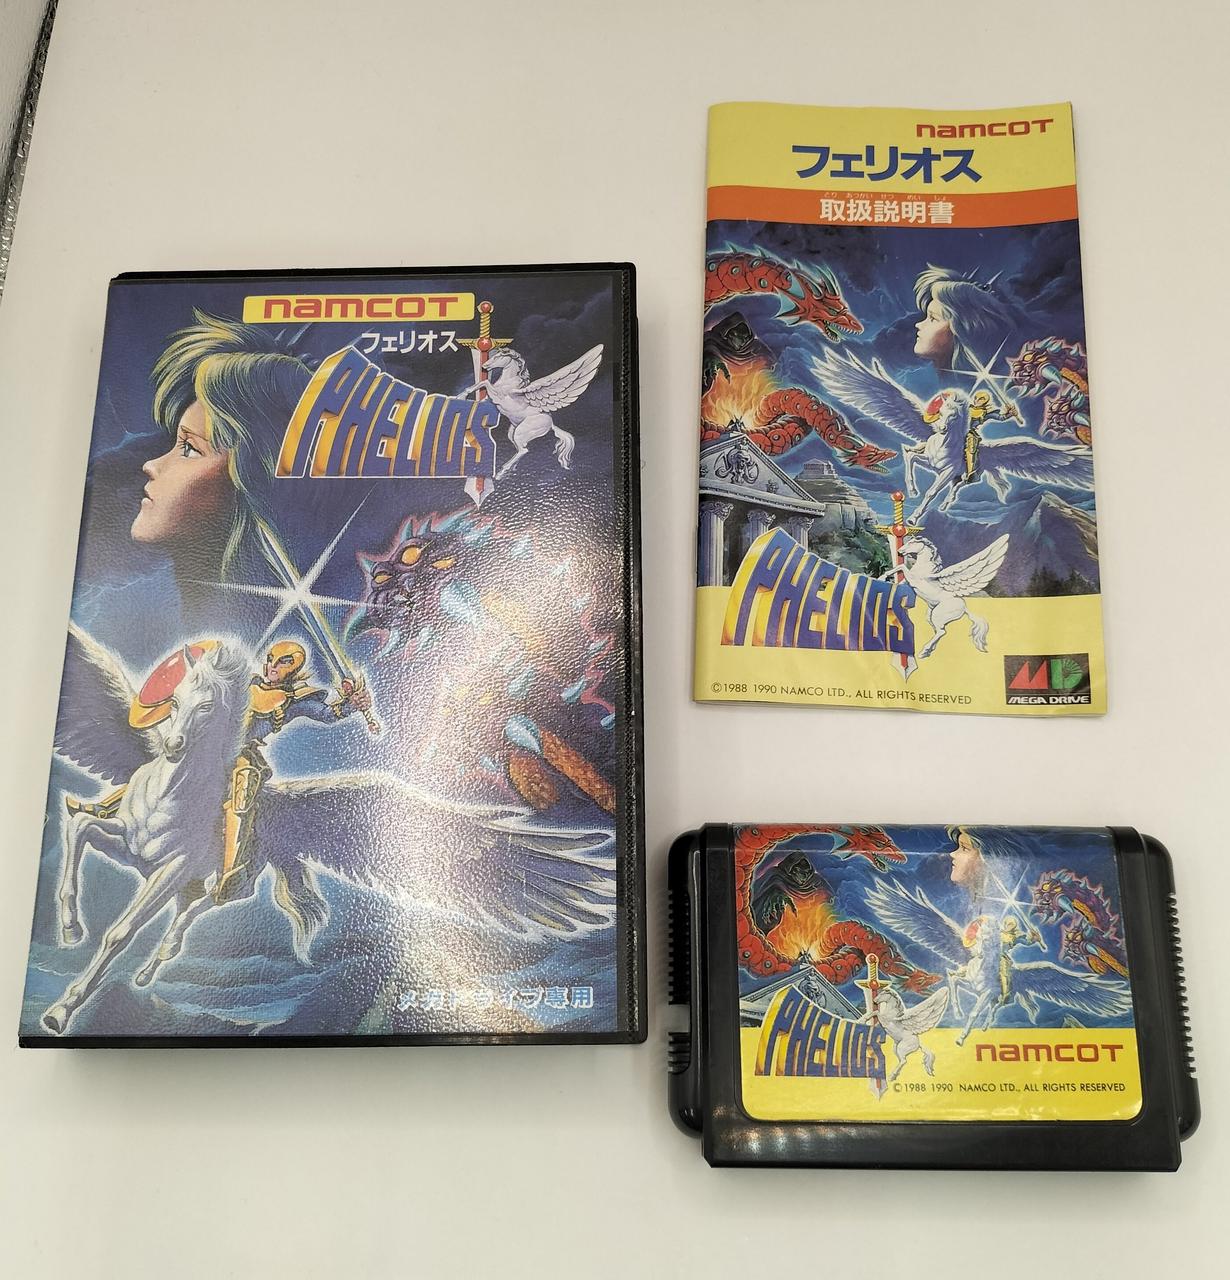 namcoT
フェリオス
PHELIOS
メガドライブ専用
namcoT
フェリオス
とり あつかい せつ めい しょ
取扱説明書
PHELIOS
©1988 1990 NAMCO LTD., ALL RIGHTS RESERVED
MD
MEGA DRIVE
PHELIOS
namcoT
©1988 1990 NAMCO LTD., ALL RIGHTS RESERVED